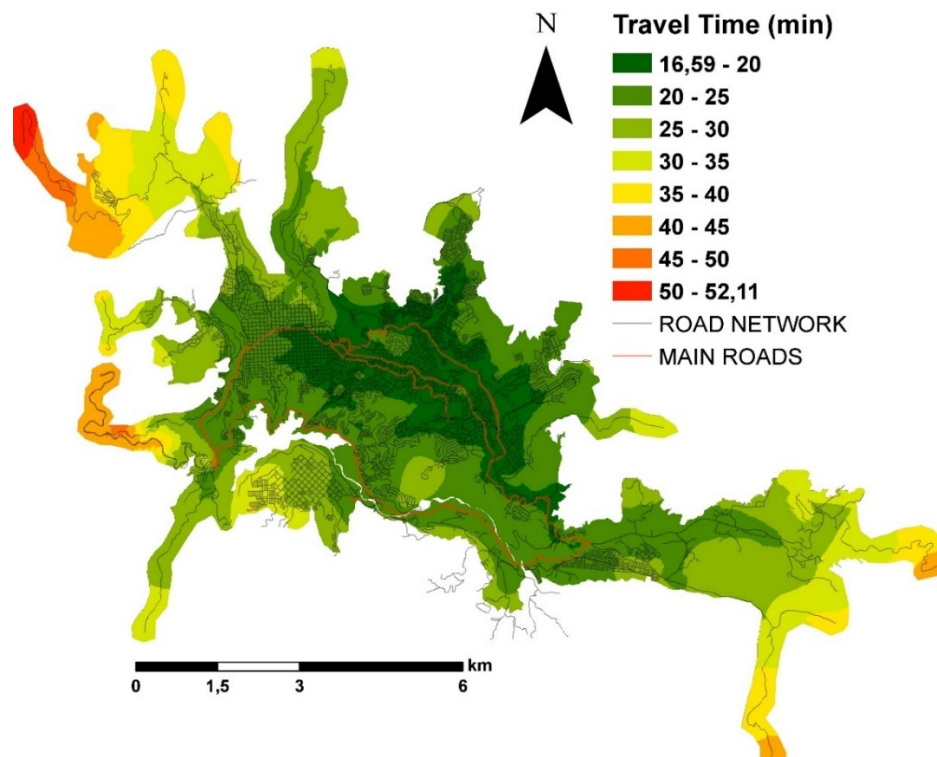 N
Travel Time (min)
16,59 - 20
20 - 25
25 - 30
30 - 35
35 - 40
40 - 45
45 - 50
50 - 52,11
ROAD NETWORK
MAIN ROADS
km
0 1,5 3 6